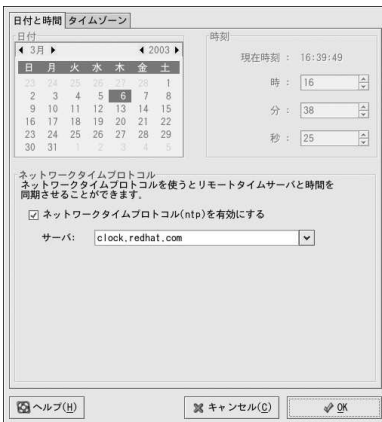 日付と時間 タイムゾーン
日付
3月 2003
日 月 火 水 木 金 土
23 24 25 26 27 28 1
2 3 4 5 6 7 8
9 10 11 12 13 14 15
16 17 18 19 20 21 22
23 24 25 26 27 28 29
30 31 1 2 3 4 5
時刻
現在時刻 : 16:39:49
時 : 16
分 : 38
秒 : 25
ネットワークタイムプロトコル
ネットワークタイムプロトコルを使うとリモートタイムサーバと時間を
同期させることができます。
ネットワークタイムプロトコル(ntp)を有効にする
サーバ: clock.redhat.com
ヘルプ(H) キャンセル(C) OK